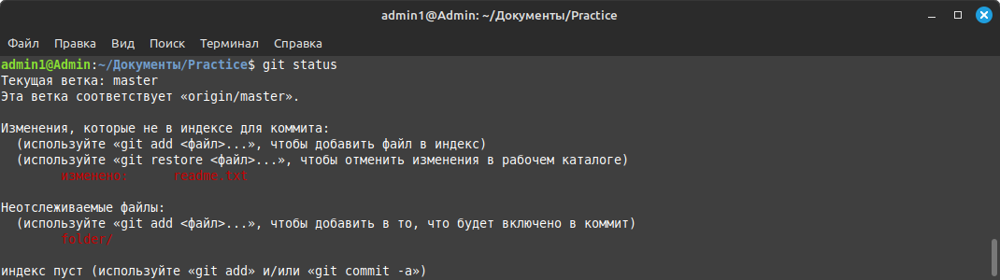 admin1@Admin: ~/Документы/Practice
Файл Правка Вид Поиск Терминал Справка
admin1@Admin:~/Документы/Practice$ git status
Текущая ветка: master
Эта ветка соответствует «origin/master».
Изменения, которые не в индексе для коммита:
(используйте «git add <файл>...», чтобы добавить файл в индекс)
(используйте «git restore <файл>...», чтобы отменить изменения в рабочем каталоге)
изменено: readme.txt
Неотслеживаемые файлы:
(используйте «git add <файл>...», чтобы добавить в то, что будет включено в коммит)
folder/
индекс пуст (используйте «git add» и/или «git commit -a»)